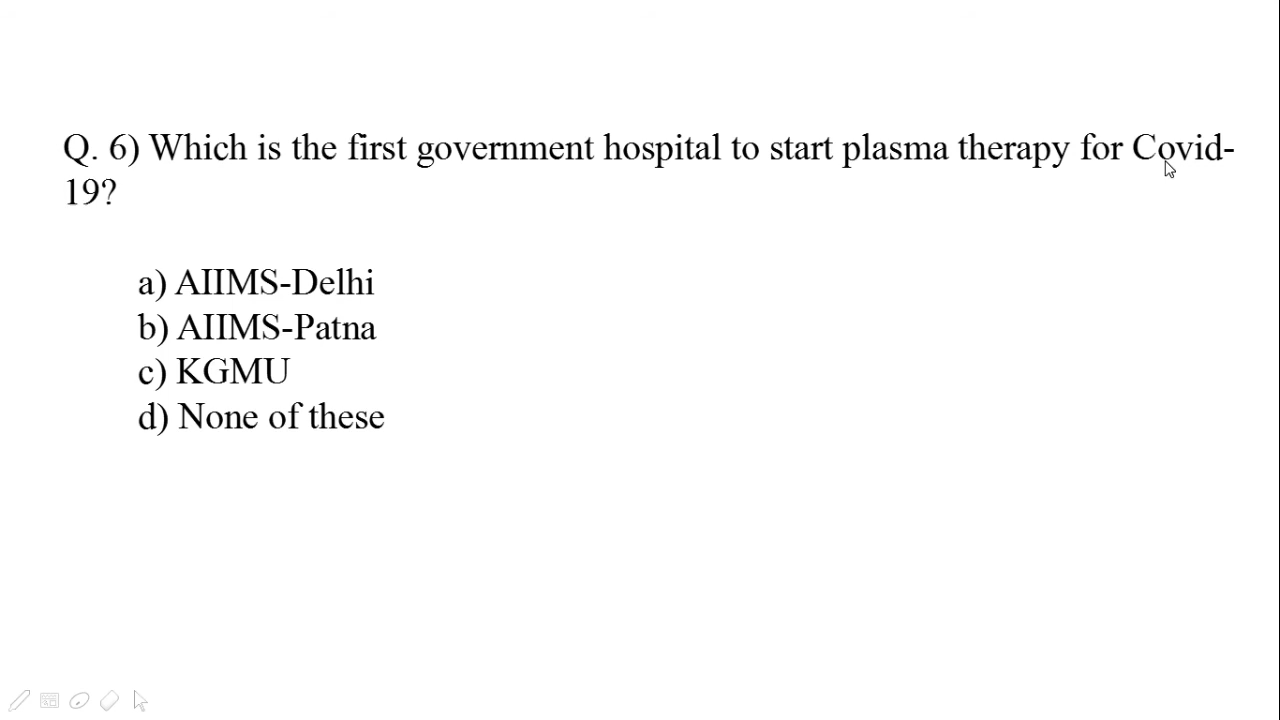 Q. 6) Which is the first government hospital to start plasma therapy for Covid-
19?
a) AIIMS-Delhi
b) AIIMS-Patna
c) KGMU
d) None of these